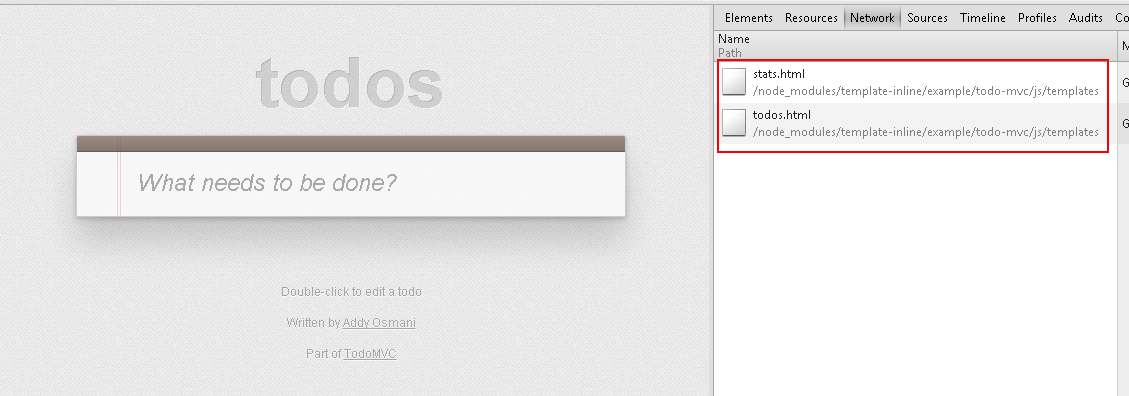 todos
What needs to be done?
Double-click to edit a todo
Written by Addy Osmani
Part of TodoMVC
Elements Resources Network Sources Timeline Profiles Audits Co
Name
Path
M
stats.html
/node_modules/template-inline/example/todo-mvc/js/templates
G
todos.html
/node_modules/template-inline/example/todo-mvc/js/templates
G